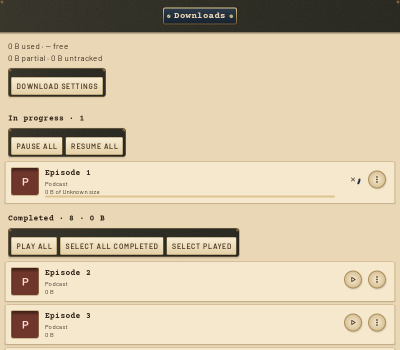 Downloads
0 B used · — free
0 B partial · 0 B untracked
DOWNLOAD SETTINGS
In progress · 1
PAUSE ALL RESUME ALL
P
Episode 1
Podcast
0 B of Unknown size
Completed · 8 · 0 B
PLAY ALL SELECT ALL COMPLETED SELECT PLAYED
P
Episode 2
Podcast
0 B
P
Episode 3
Podcast
0 B